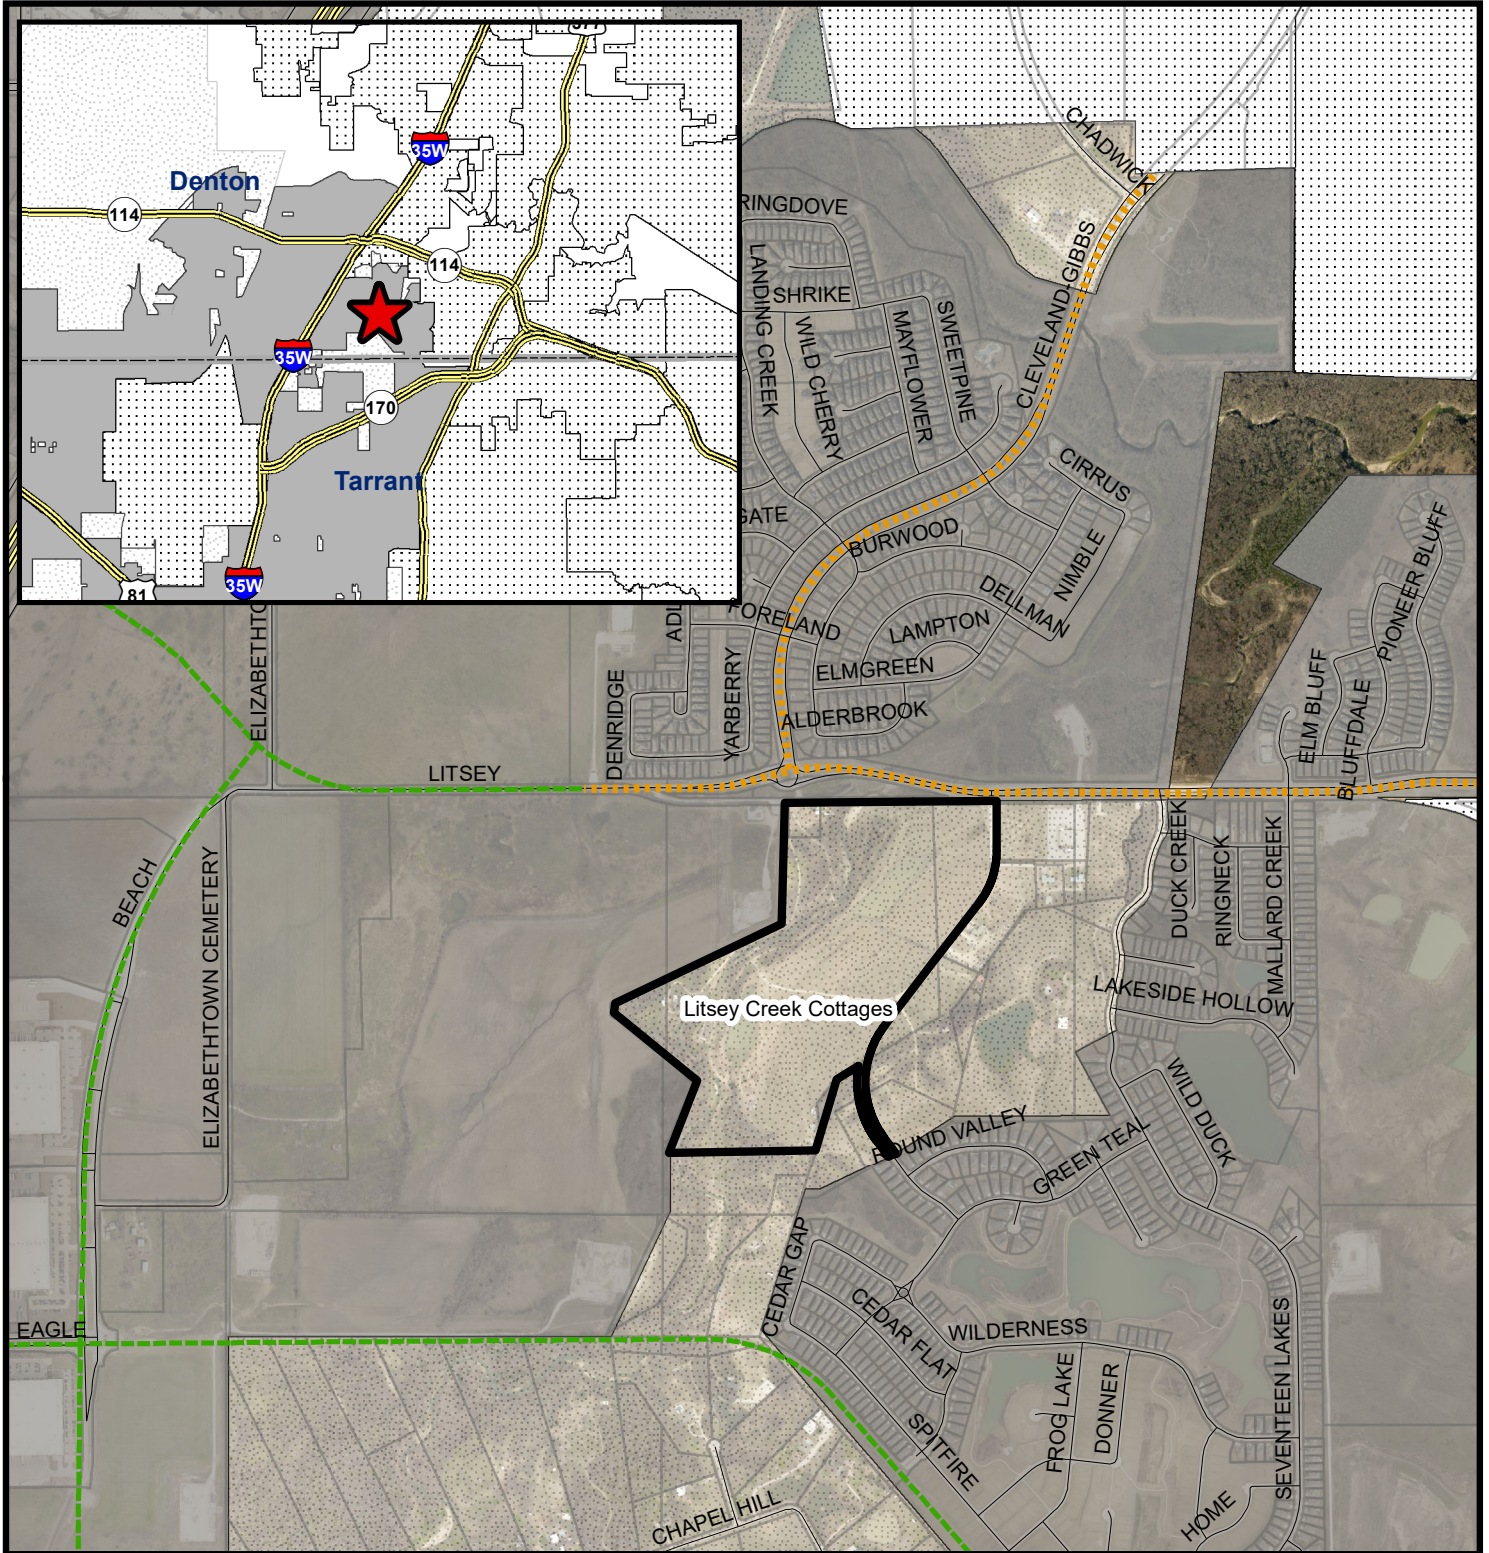 377
35W
Denton
114
114
35W
170
Tarrant
35W
81
CHADWICK
RINGDOVE
CLEVELAND-GIBBS
LANDING CREEK
SHRIKE
WILD CHERRY
MAYFLOWER
SWEETPINE
CIRRUS
GATE
BURWOOD
NIMBLE
DELLMAN
PIONEER BLUFF
ADL
FORELAND
LAMPTON
ELIZABETHTO
DENRIDGE
YARBERRY
ELMGREEN
ALDERBROOK
ELM BLUFF
BLUFFDALE
LITSEY
BEACH
ELIZABETHTOWN CEMETERY
DUCK CREEK
RINGNECK
MALLARD CREEK
LAKESIDE HOLLOW
Litsey Creek Cottages
WILD DUCK
ROUND VALLEY
GREEN TEAL
CEDAR GAP
EAGLE
CEDAR FLAT
WILDERNESS
FROG LAKE
DONNER
SEVENTEEN LAKES
SPITFIRE
CHAPEL HILL
HOME